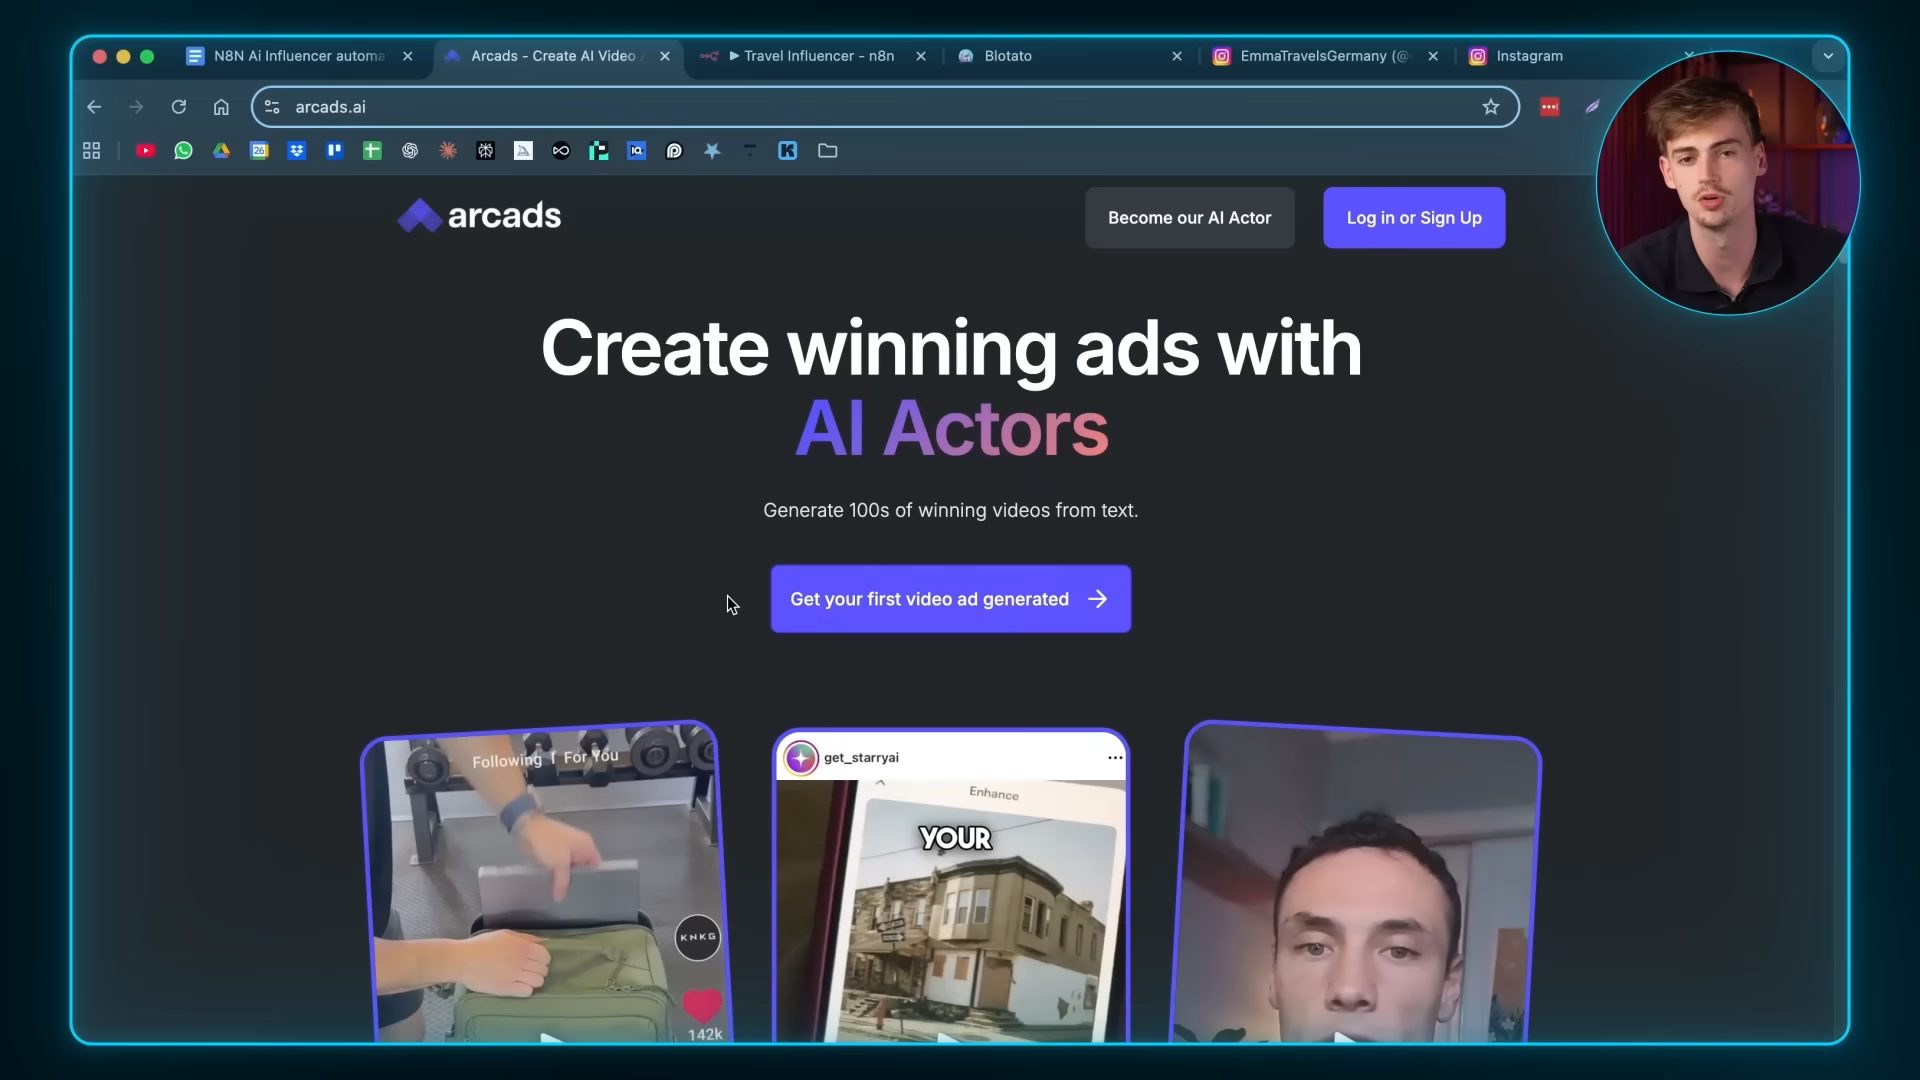 N8N Ai Influencer automa
Arcads - Create AI Video
Travel Influencer - n8n
Blotato
EmmaTravelsGermany (@
Instagram
arcads.ai
26
IQ
K
arcads
Become our AI Actor
Log in or Sign Up
Create winning ads with
AI Actors
Generate 100s of winning videos from text.
Get your first video ad generated
Following
For You
KNKG
142k
get_starryai
Enhance
YOUR